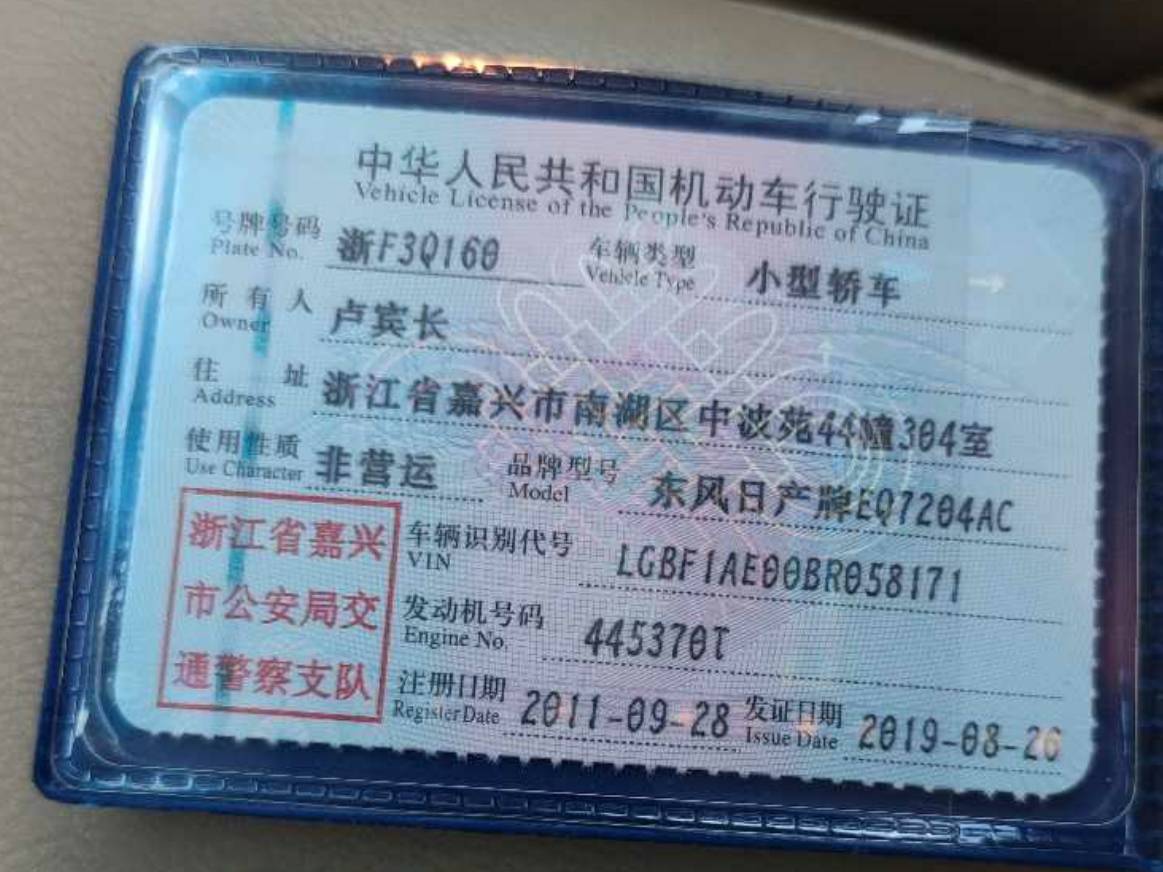 中华人民共和国机动车行驶证
Vehicle License of the People's Republic of China
号牌号码 浙F3Q160 车辆类型 小型轿车
Plate No. Vehicle Type
所有人 卢宾长
Owner
住址 浙江省嘉兴市南湖区中波苑44幢304室
Address
使用性质 非营运 品牌型号 东风日产牌EQ7204AC
Use Character Model
浙江省嘉兴
市公安局交
通警察支队
车辆识别代号 LGBF1AE00BR058171
VIN
发动机号码 445370T
Engine No.
注册日期 2011-09-28 发证日期 2019-08-26
Register Date Issue Date